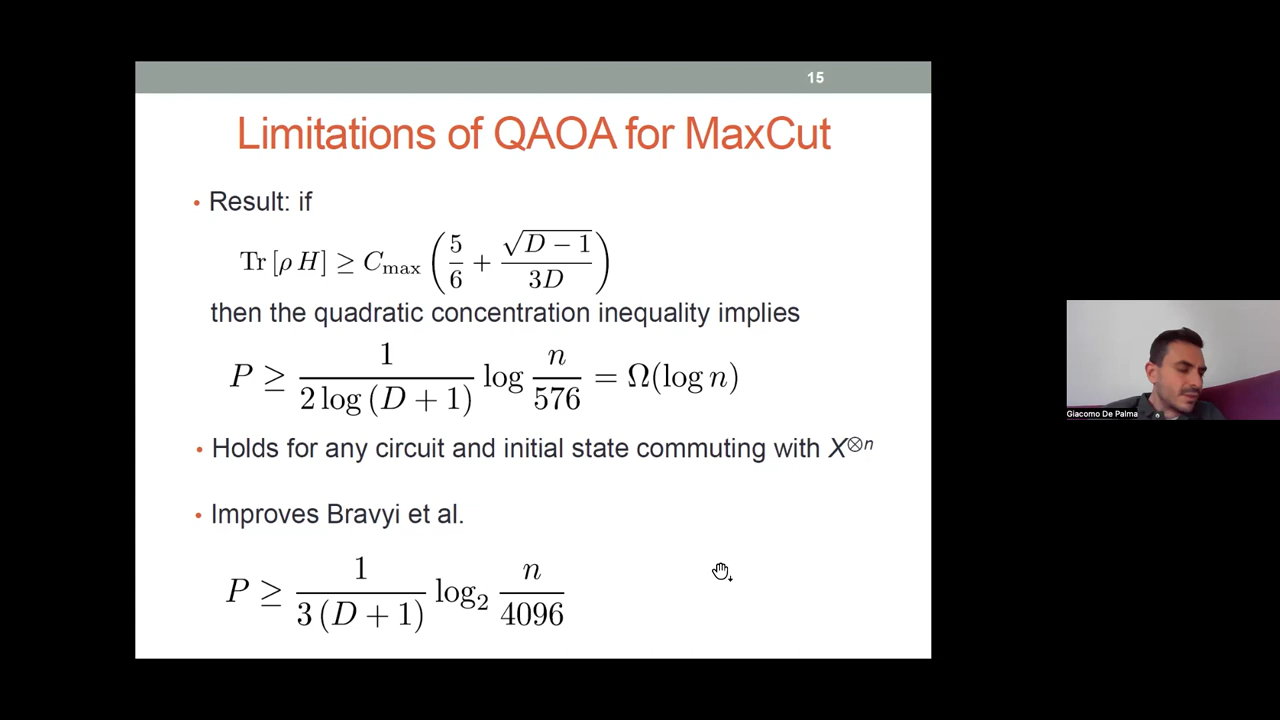 15
Limitations of QAOA for MaxCut
• Result: if
Tr [ρ H] ≥ C_max (5/6 + √(D − 1)/(3D))
then the quadratic concentration inequality implies
P ≥ 1/(2 log (D + 1)) log n/576 = Ω(log n)
• Holds for any circuit and initial state commuting with X^⊗n
• Improves Bravyi et al.
P ≥ 1/(3 (D + 1)) log₂ n/4096
Giacomo De Palma